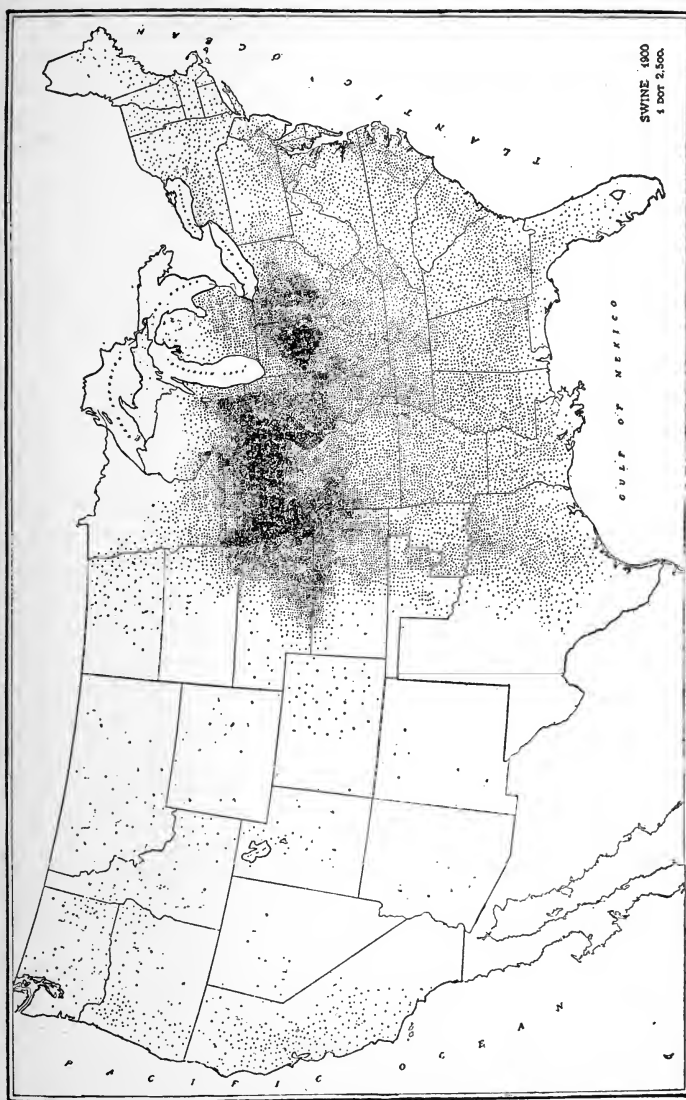 SWINE 1900
1 DOT 2,500.
ATLANTIC OCEAN
GULF OF MEXICO
PACIFIC OCEAN